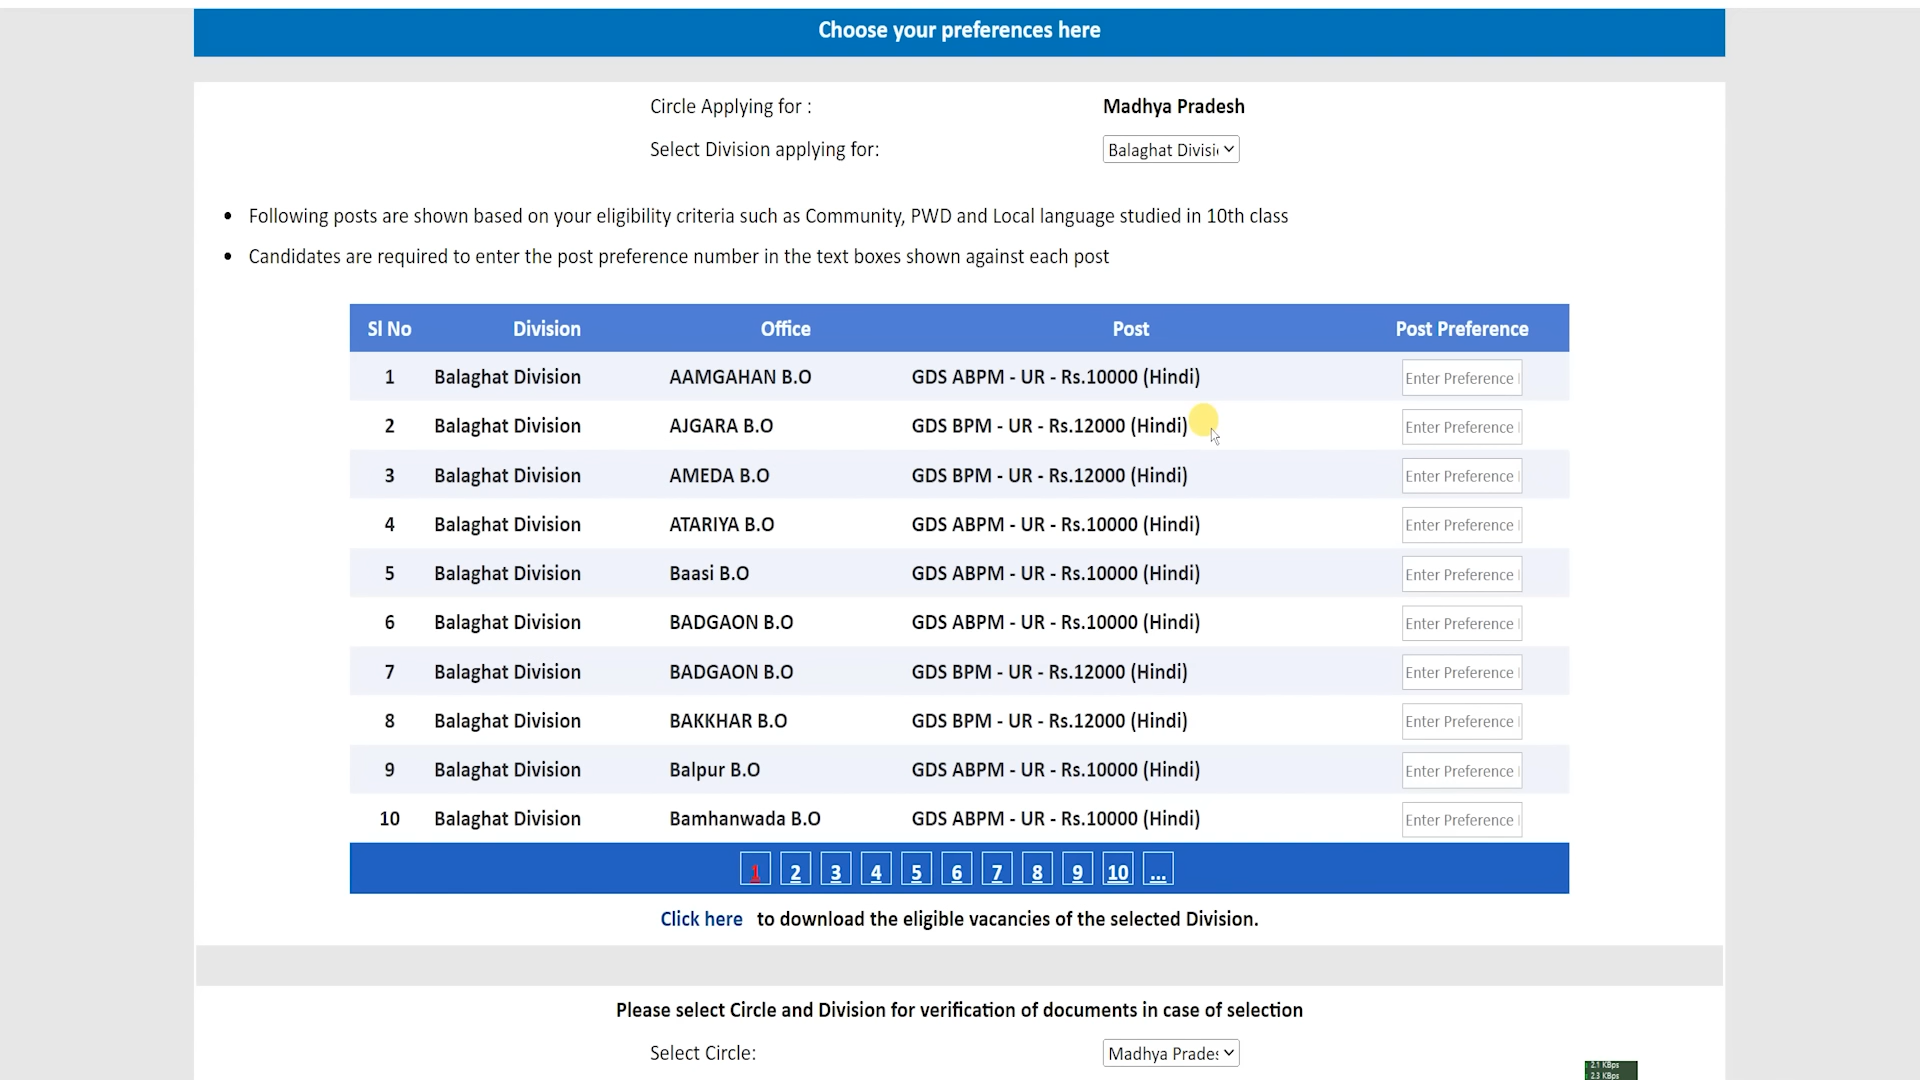 Choose your preferences here
Circle Applying for : Madhya Pradesh
Select Division applying for: Balaghat Divisi
• Following posts are shown based on your eligibility criteria such as Community, PWD and Local language studied in 10th class
• Candidates are required to enter the post preference number in the text boxes shown against each post
Sl No Division Office Post Post Preference
1 Balaghat Division AAMGAHAN B.O GDS ABPM - UR - Rs.10000 (Hindi) Enter Preference
2 Balaghat Division AJGARA B.O GDS BPM - UR - Rs.12000 (Hindi) Enter Preference
3 Balaghat Division AMEDA B.O GDS BPM - UR - Rs.12000 (Hindi) Enter Preference
4 Balaghat Division ATARIYA B.O GDS ABPM - UR - Rs.10000 (Hindi) Enter Preference
5 Balaghat Division Baasi B.O GDS ABPM - UR - Rs.10000 (Hindi) Enter Preference
6 Balaghat Division BADGAON B.O GDS ABPM - UR - Rs.10000 (Hindi) Enter Preference
7 Balaghat Division BADGAON B.O GDS BPM - UR - Rs.12000 (Hindi) Enter Preference
8 Balaghat Division BAKKHAR B.O GDS BPM - UR - Rs.12000 (Hindi) Enter Preference
9 Balaghat Division Balpur B.O GDS ABPM - UR - Rs.10000 (Hindi) Enter Preference
10 Balaghat Division Bamhanwada B.O GDS ABPM - UR - Rs.10000 (Hindi) Enter Preference
1 2 3 4 5 6 7 8 9 10 ...
Click here to download the eligible vacancies of the selected Division.
Please select Circle and Division for verification of documents in case of selection
Select Circle: Madhya Prades
2.1 KBps
2.3 KBps